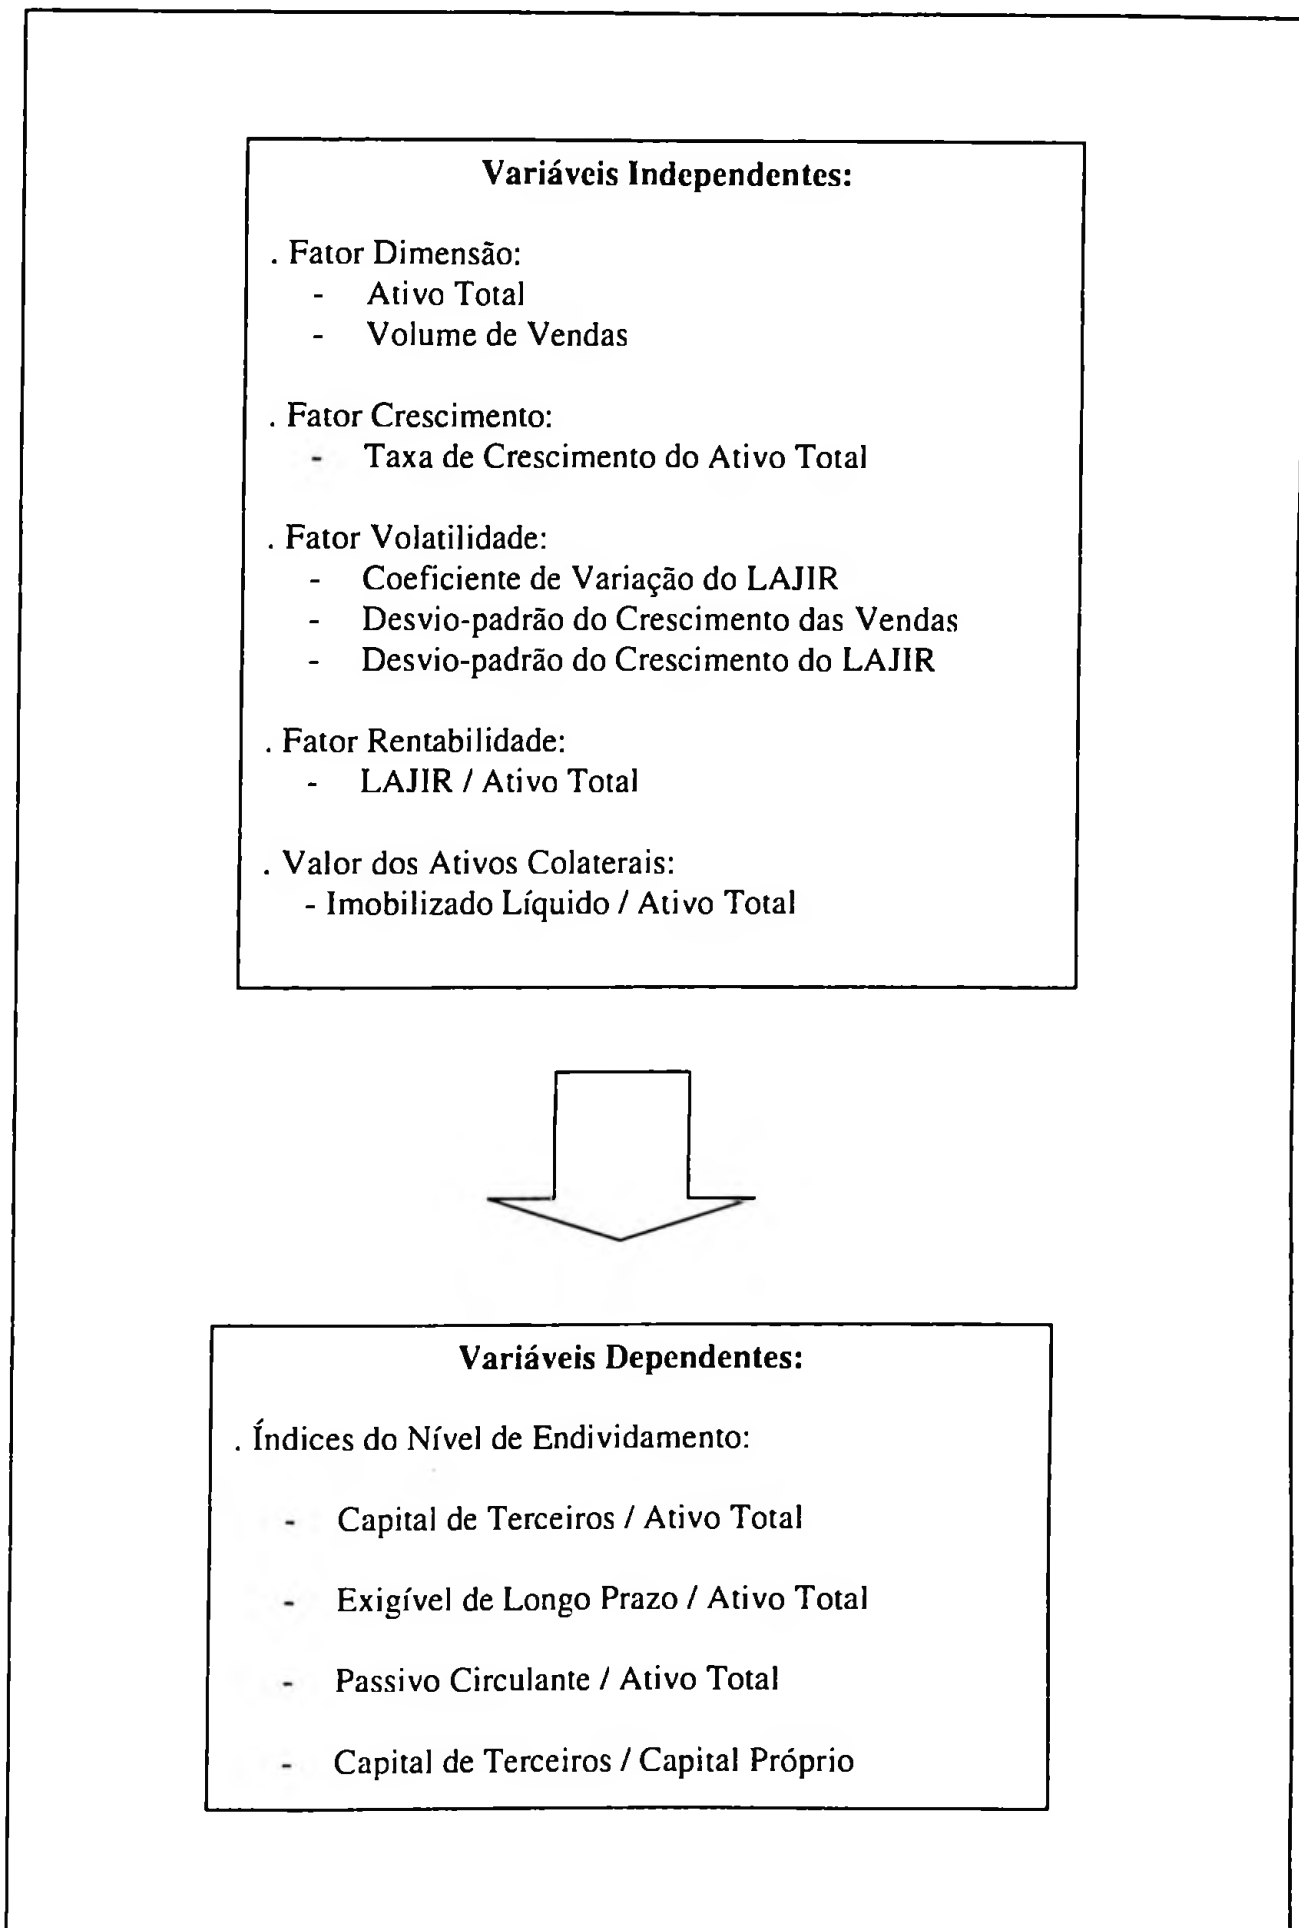 Variáveis Independentes:
. Fator Dimensão:
- Ativo Total
- Volume de Vendas
. Fator Crescimento:
- Taxa de Crescimento do Ativo Total
. Fator Volatilidade:
- Coeficiente de Variação do LAJIR
- Desvio-padrão do Crescimento das Vendas
- Desvio-padrão do Crescimento do LAJIR
. Fator Rentabilidade:
- LAJIR / Ativo Total
. Valor dos Ativos Colaterais:
- Imobilizado Líquido / Ativo Total
Variáveis Dependentes:
. Índices do Nível de Endividamento:
- Capital de Terceiros / Ativo Total
- Exigível de Longo Prazo / Ativo Total
- Passivo Circulante / Ativo Total
- Capital de Terceiros / Capital Próprio